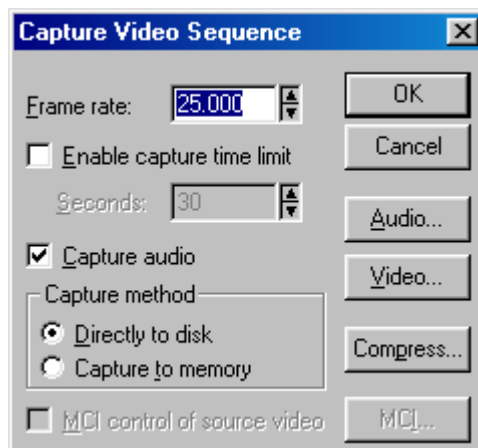 Capture Video Sequence
Frame rate: 25.000
OK
Enable capture time limit
Cancel
Seconds: 30
Audio...
Capture audio
Video...
Capture method
Directly to disk
Capture to memory
Compress...
MCI control of source video
MCI...